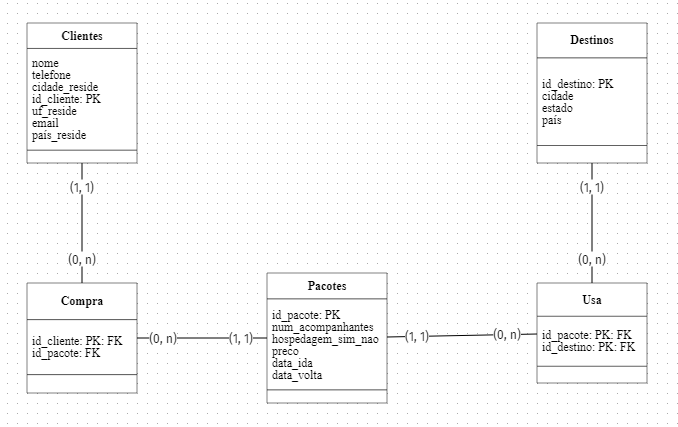 Clientes
nome
telefone
cidade_reside
id_cliente: PK
uf_reside
email
país_reside
Destinos
id_destino: PK
cidade
estado
país
(1, 1)
(0, n)
(1, 1)
(0, n)
Compra
id_cliente: PK: FK
id_pacote: FK
(0, n)
(1, 1)
Pacotes
id_pacote: PK
num_acompanhantes
hospedagem_sim_nao
preco
data_ida
data_volta
(1, 1)
(0, n)
Usa
id_pacote: PK: FK
id_destino: PK: FK